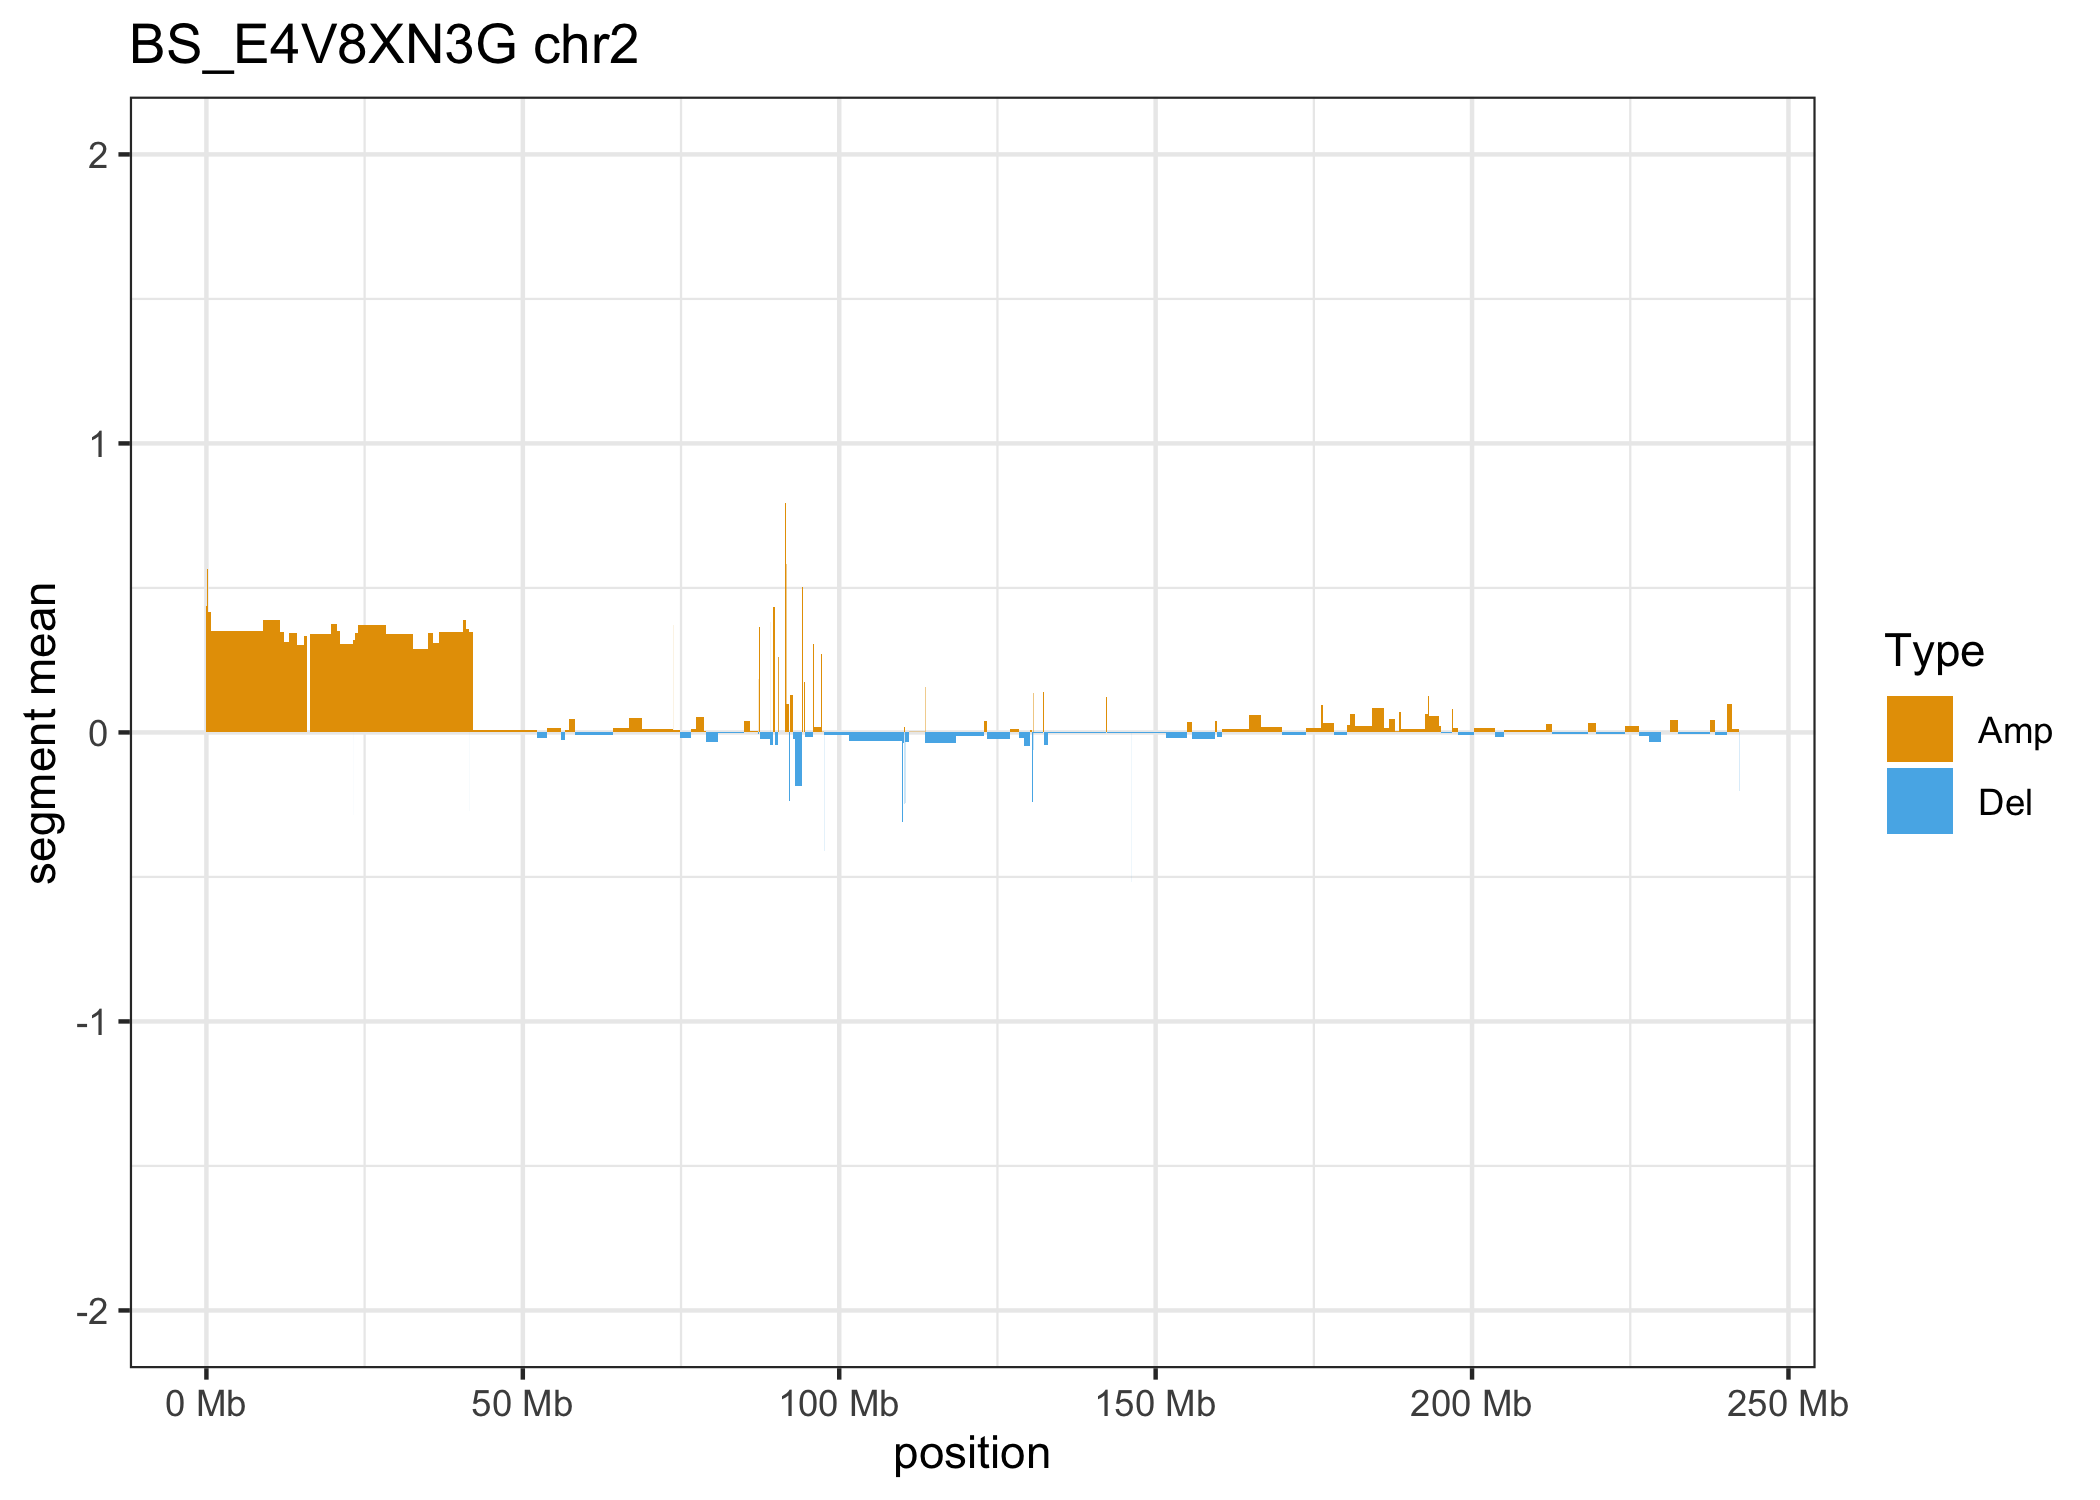 BS_E4V8XN3G chr2
2
1
0
-1
-2
segment mean
0 Mb
50 Mb
100 Mb
150 Mb
200 Mb
250 Mb
position
Type
Amp
Del